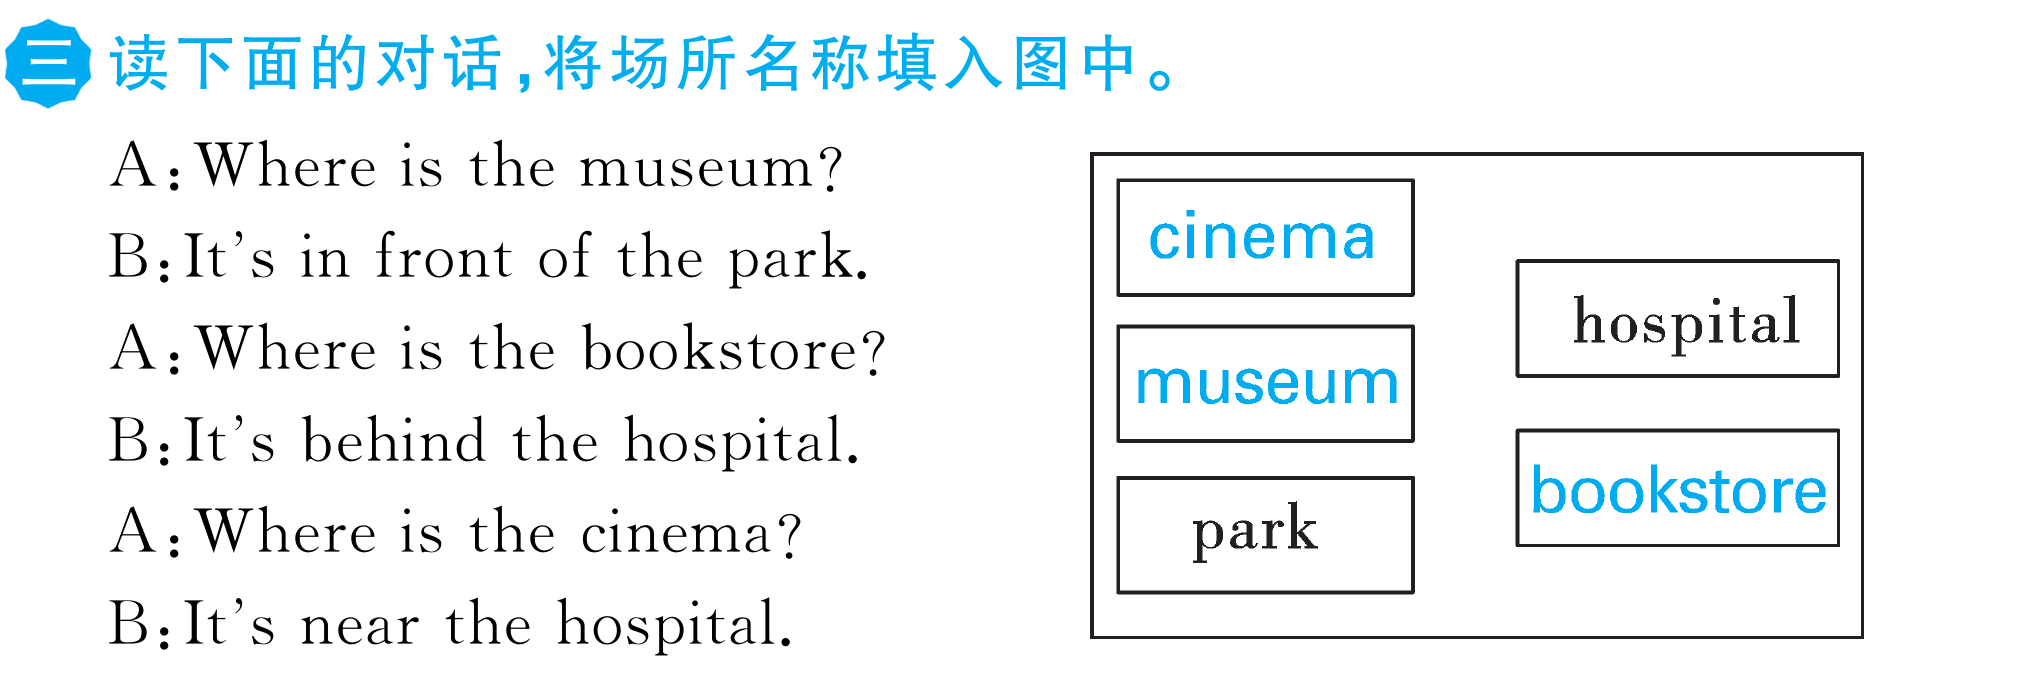 三 读下面的对话,将场所名称填入图中。
A:Where is the museum?
B:It's in front of the park.
A:Where is the bookstore?
B:It's behind the hospital.
A:Where is the cinema?
B:It's near the hospital.
cinema
hospital
museum
bookstore
park